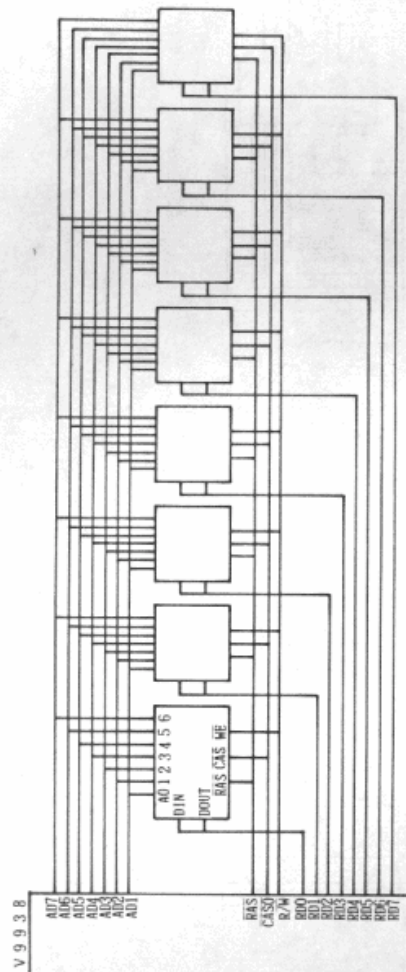 V9938
AD7
AD6
AD5
AD4
AD3
AD2
AD1
RAS
CAS0
R/W
RD0
RD1
RD2
RD3
RD4
RD5
RD6
RD7
A0 1 2 3 4 5 6
DIN
DOUT
RAS CAS WE